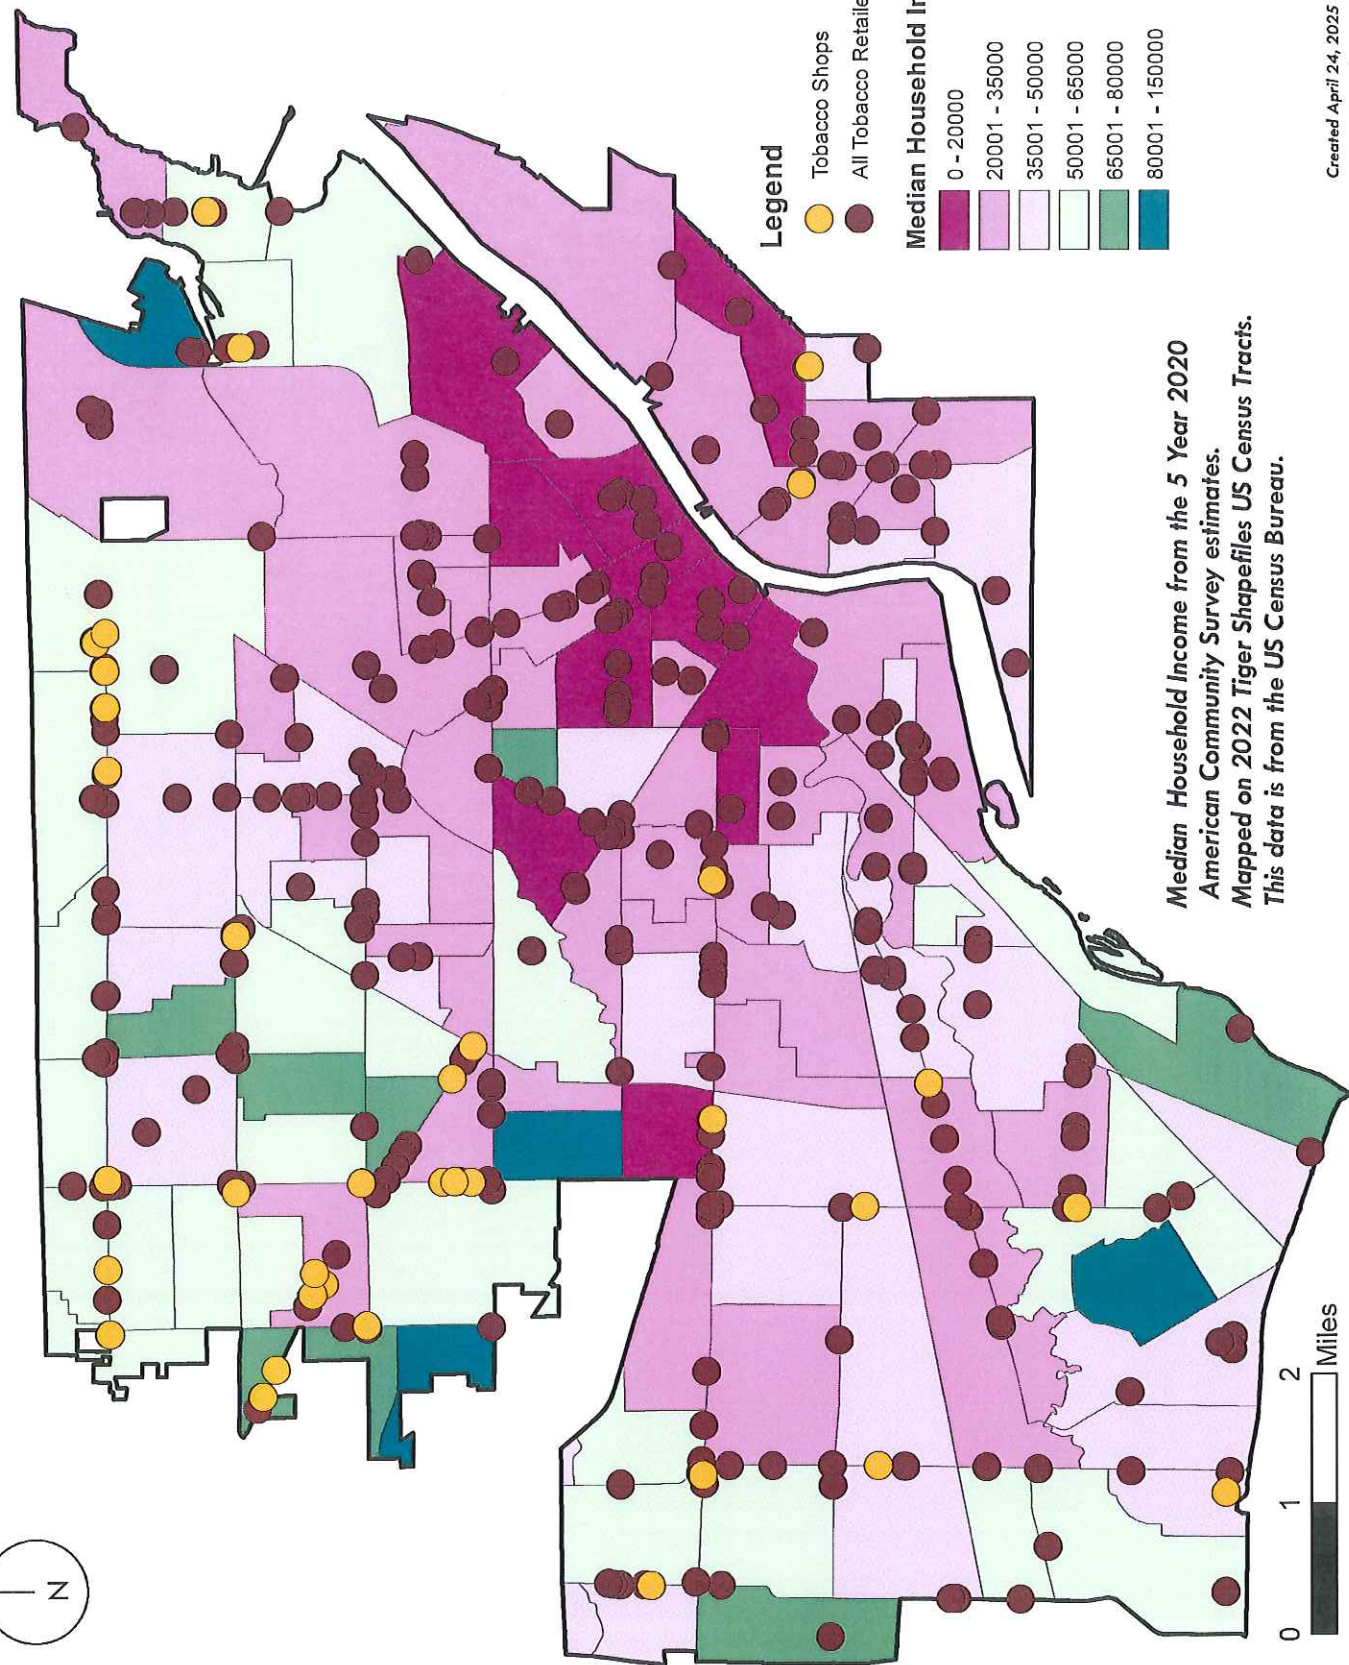 N
Legend
Tobacco Shops
All Tobacco
Median Household
0 - 20000
20001 - 35000
35001 - 50000
50001 - 65000
65001 - 80000
80001 - 150000
Median Household Income from the 5 Year 2020
American Community Survey estimates.
Mapped on 2022 Tiger Shapefiles US Census Tracts.
This data is from the US Census Bureau.
0 1 2
Miles
Created April 24, 2025